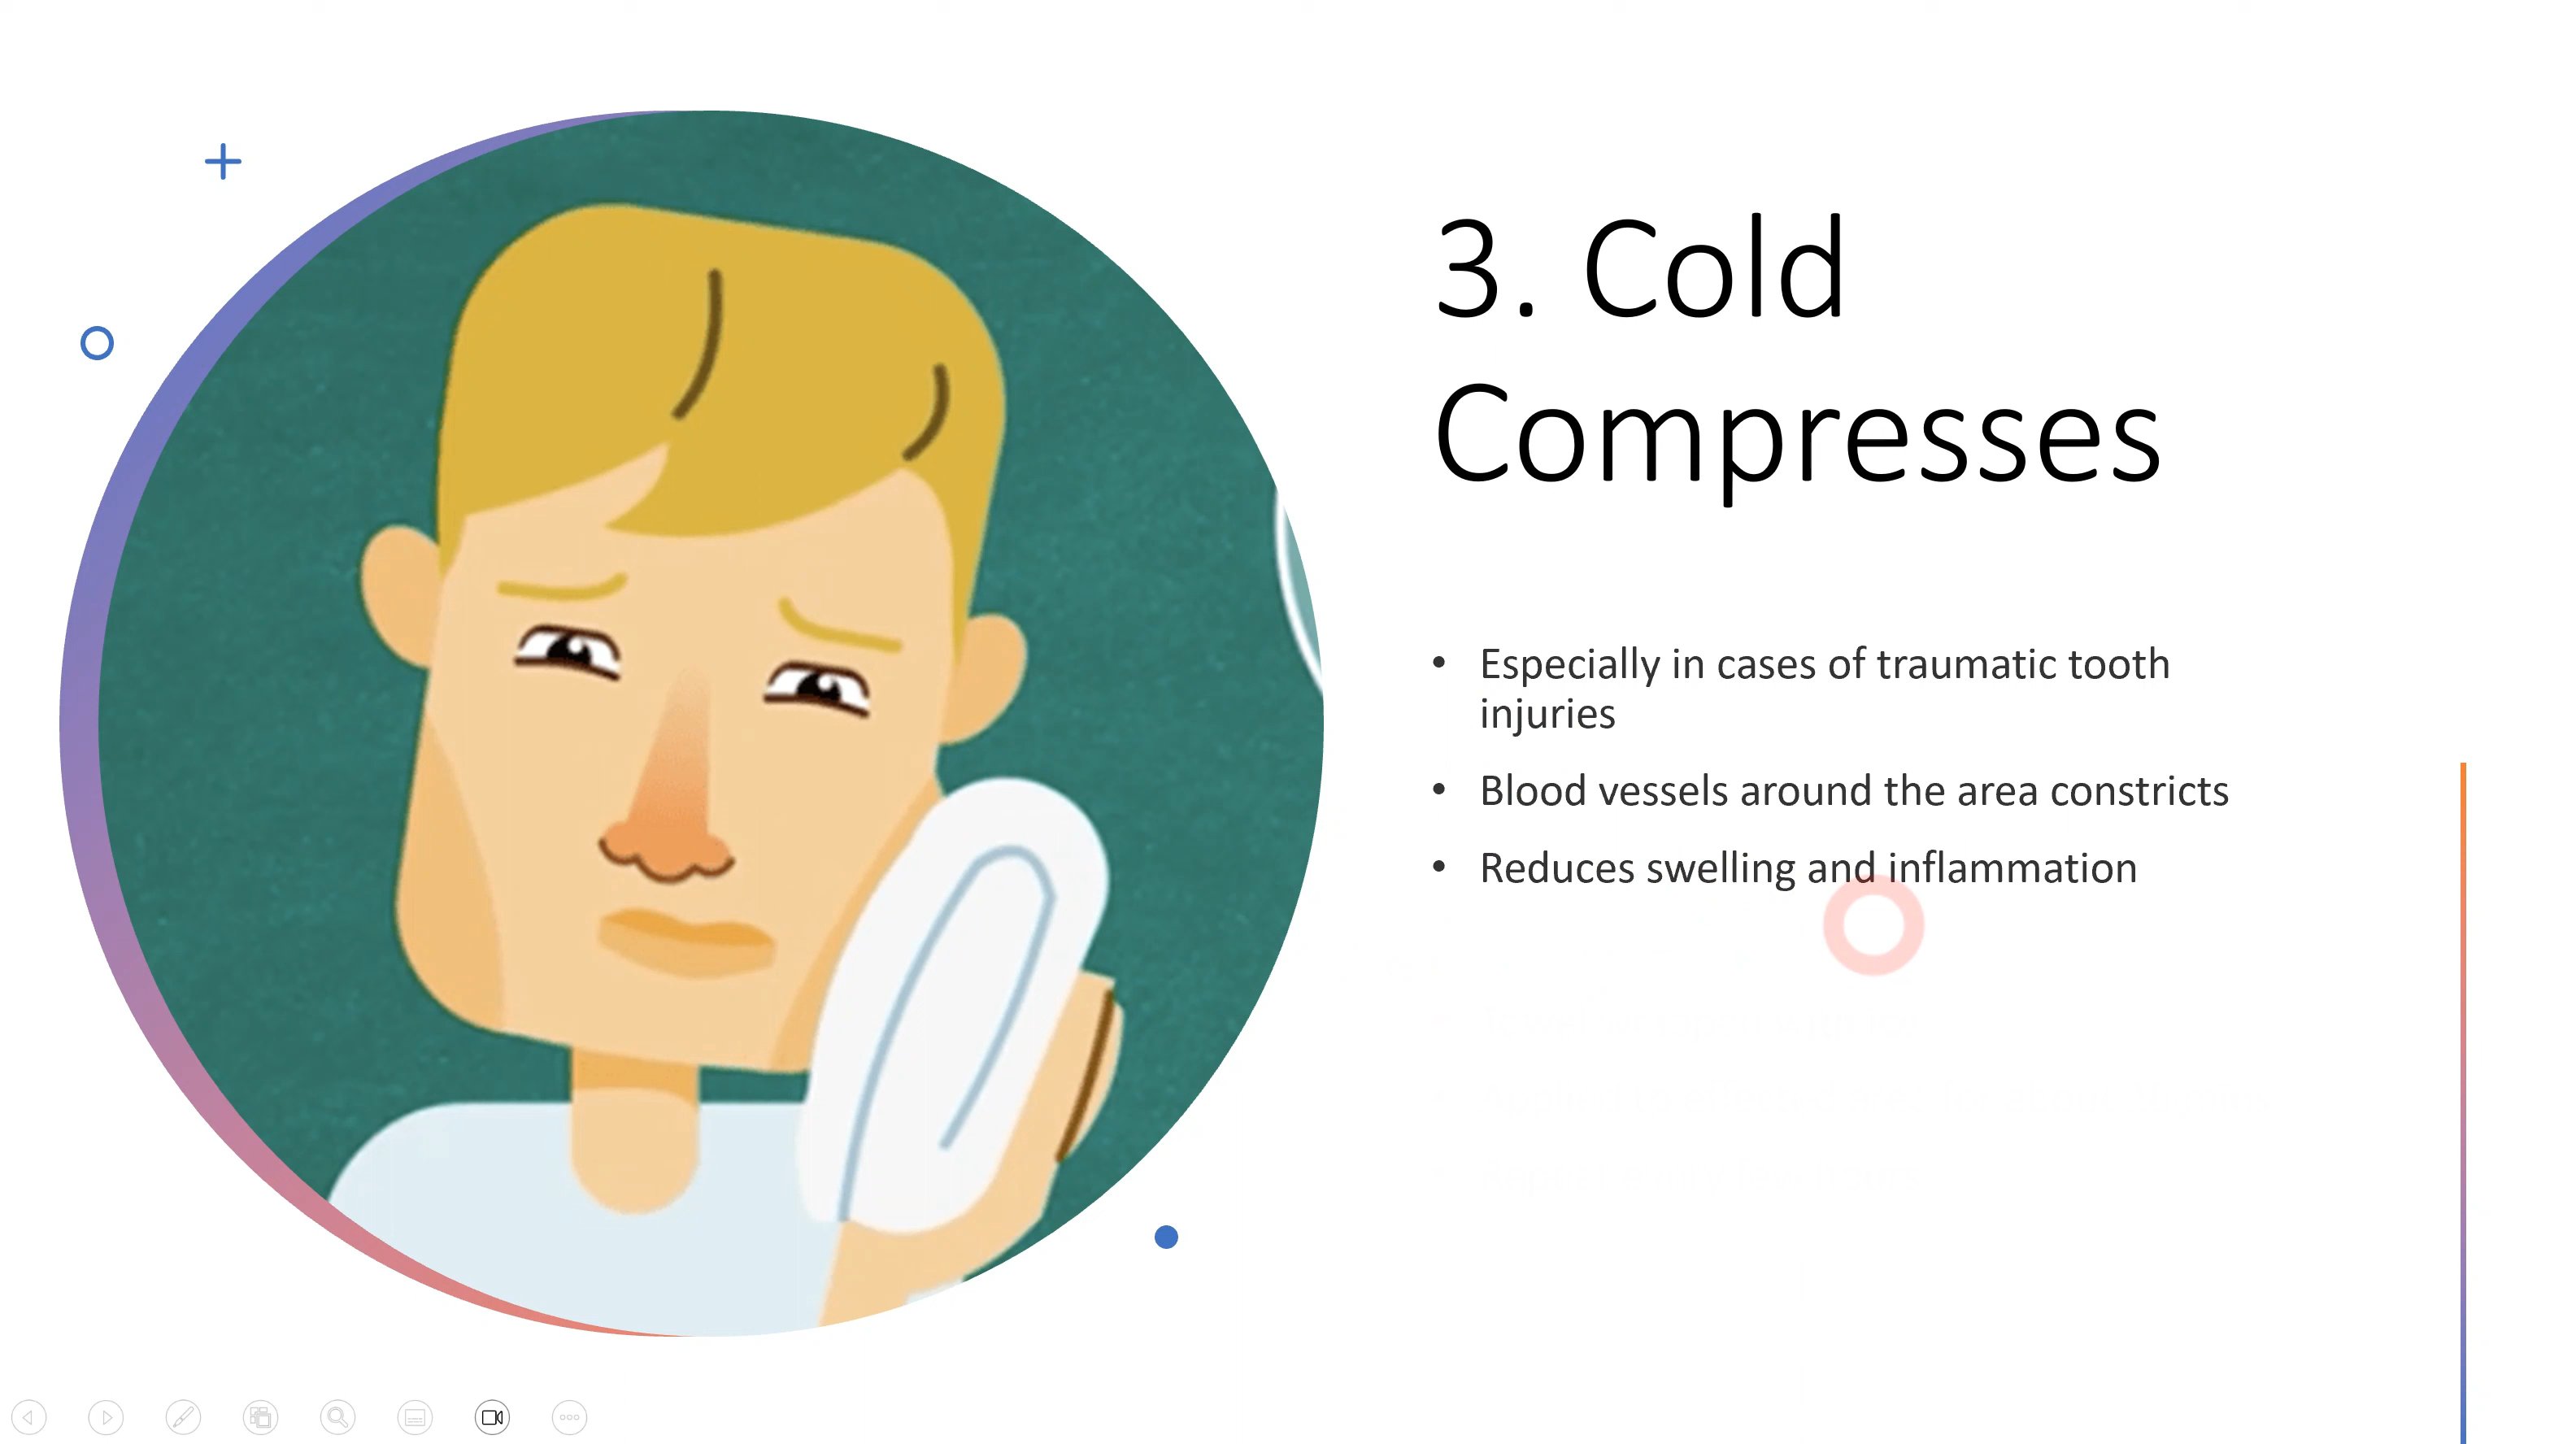 3. Cold
Compresses
• Especially in cases of traumatic tooth
injuries
• Blood vessels around the area constricts
• Reduces swelling and inflammation